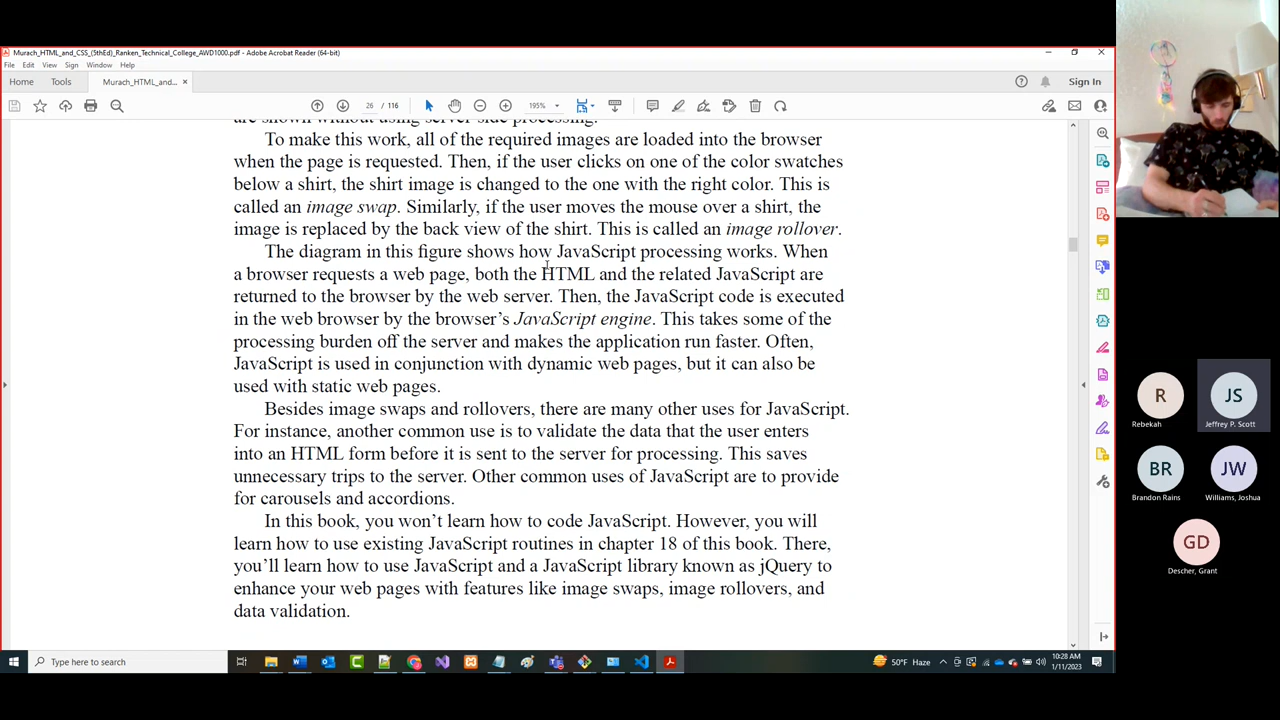 Murach_HTML_and_CSS_(5thEd)_Ranken_Technical_College_AWD1000.pdf - Adobe Acrobat Reader (64-bit)
File Edit View Sign Window Help
Home Tools Murach_HTML_and... × Sign In
26 / 116 195%
are shown without using server-side processing.
To make this work, all of the required images are loaded into the browser
when the page is requested. Then, if the user clicks on one of the color swatches
below a shirt, the shirt image is changed to the one with the right color. This is
called an image swap. Similarly, if the user moves the mouse over a shirt, the
image is replaced by the back view of the shirt. This is called an image rollover.
The diagram in this figure shows how JavaScript processing works. When
a browser requests a web page, both the HTML and the related JavaScript are
returned to the browser by the web server. Then, the JavaScript code is executed
in the web browser by the browser’s JavaScript engine. This takes some of the
processing burden off the server and makes the application run faster. Often,
JavaScript is used in conjunction with dynamic web pages, but it can also be
used with static web pages.
Besides image swaps and rollovers, there are many other uses for JavaScript.
For instance, another common use is to validate the data that the user enters
into an HTML form before it is sent to the server for processing. This saves
unnecessary trips to the server. Other common uses of JavaScript are to provide
for carousels and accordions.
In this book, you won’t learn how to code JavaScript. However, you will
learn how to use existing JavaScript routines in chapter 18 of this book. There,
you’ll learn how to use JavaScript and a JavaScript library known as jQuery to
enhance your web pages with features like image swaps, image rollovers, and
data validation.
R JS
Rebekah Jeffrey P. Scott
BR JW
Brandon Rains Williams, Joshua
GD
Descher, Grant
Type here to search
50°F Haze
10:28 AM
1/11/2023